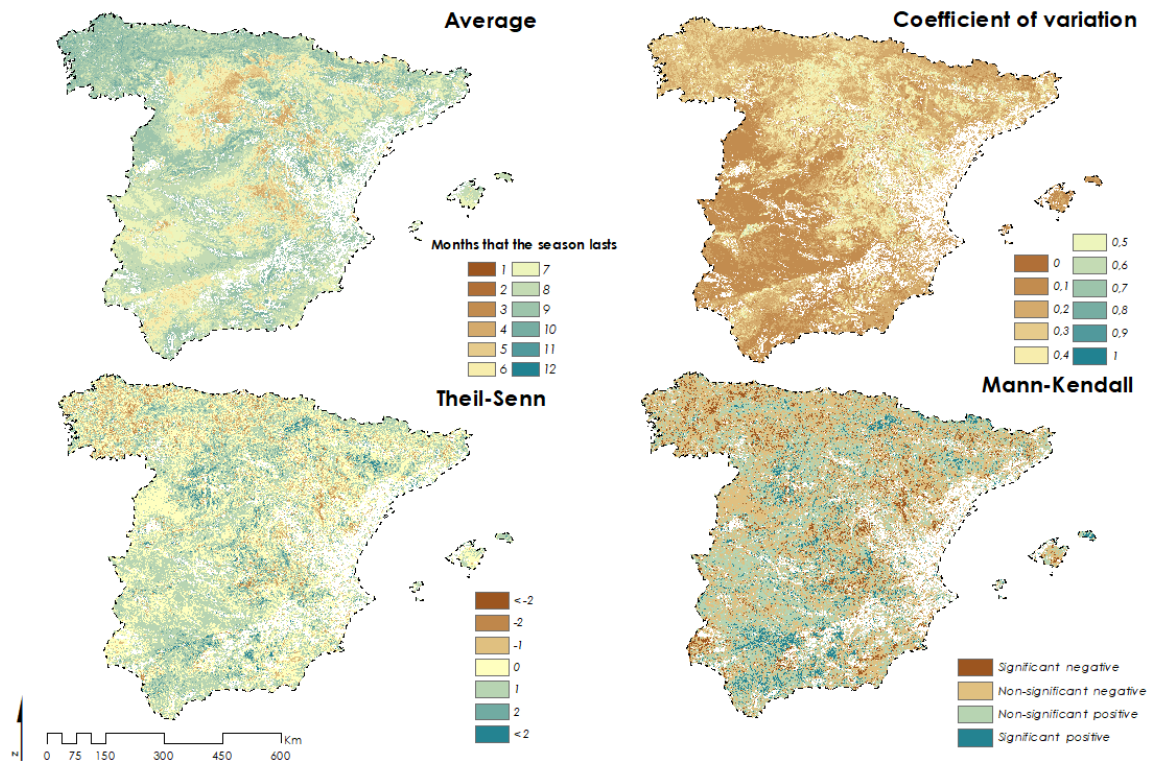 Average
Months that the season lasts
1 7
2 8
3 9
4 10
5 11
6 12
Coefficient of variation
0
0,1
0,2
0,3
0,4
0,5
0,6
0,7
0,8
0,9
1
Theil-Senn
<-2
-2
-1
0
1
2
<2
Mann-Kendall
Significant negative
Non-significant negative
Non-significant positive
Significant positive
N
Km
0 75 150 300 450 600